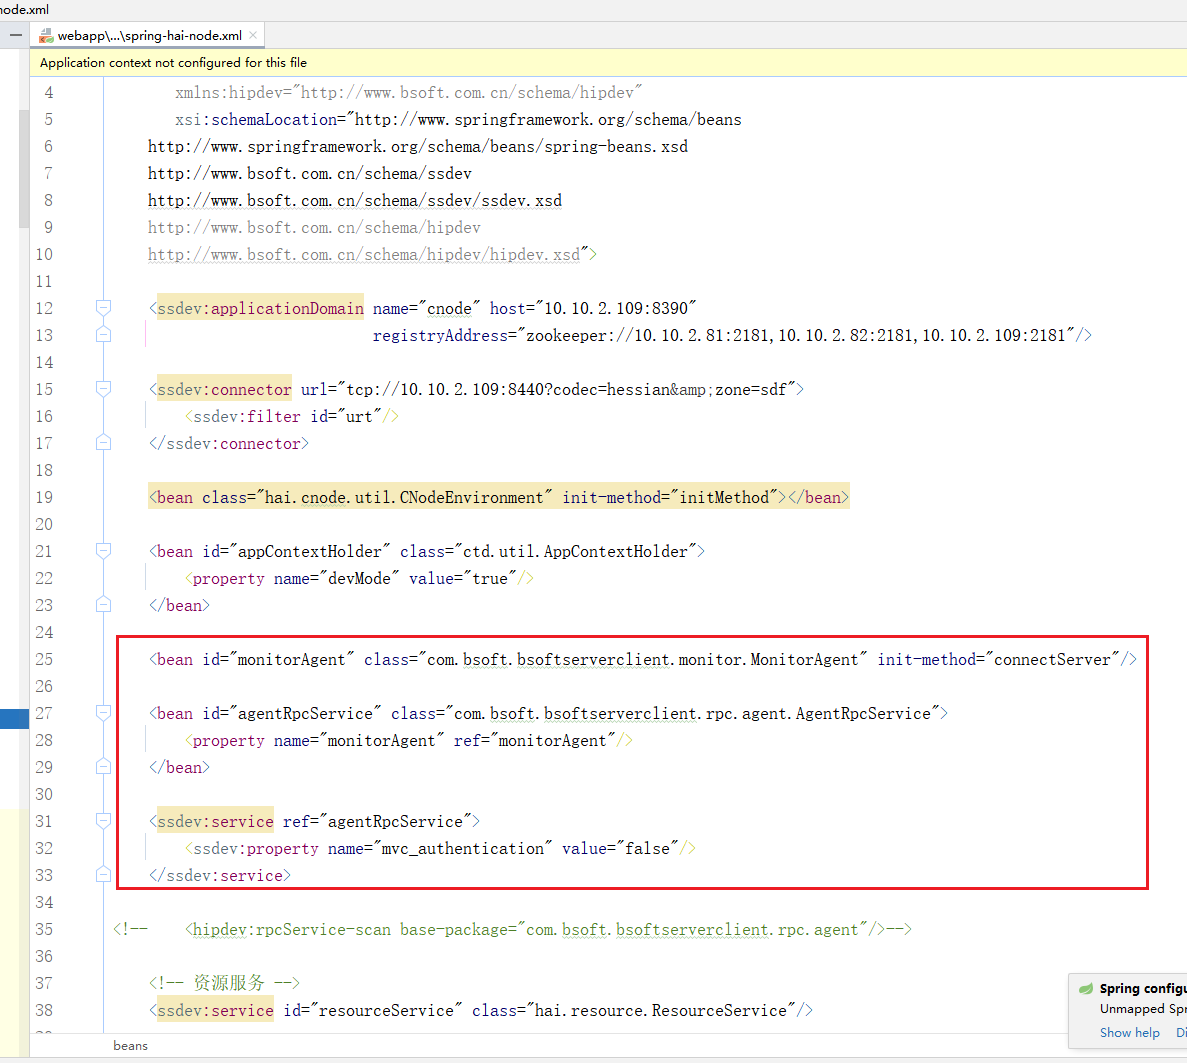 node.xml
webapp\...\spring-hai-node.xml
Application context not configured for this file
4 xmlns:hipdev="http://www.bsoft.com.cn/schema/hipdev"
5 xsi:schemaLocation="http://www.springframework.org/schema/beans
6 http://www.springframework.org/schema/beans/spring-beans.xsd
7 http://www.bsoft.com.cn/schema/ssdev
8 http://www.bsoft.com.cn/schema/ssdev/ssdev.xsd
9 http://www.bsoft.com.cn/schema/hipdev
10 http://www.bsoft.com.cn/schema/hipdev/hipdev.xsd">
11
12 <ssdev:applicationDomain name="cnode" host="10.10.2.109:8390"
13 registryAddress="zookeeper://10.10.2.81:2181,10.10.2.82:2181,10.10.2.109:2181"/>
14
15 <ssdev:connector url="tcp://10.10.2.109:8440?codec=hessian&amp;zone=sdf">
16 <ssdev:filter id="urt"/>
17 </ssdev:connector>
18
19 <bean class="hai.cnode.util.CNodeEnvironment" init-method="initMethod"></bean>
20
21 <bean id="appContextHolder" class="ctd.util.AppContextHolder">
22 <property name="devMode" value="true"/>
23 </bean>
24
25 <bean id="monitorAgent" class="com.bsoft.bsoftserverclient.monitor.MonitorAgent" init-method="connectServer"/>
26
27 <bean id="agentRpcService" class="com.bsoft.bsoftserverclient.rpc.agent.AgentRpcService">
28 <property name="monitorAgent" ref="monitorAgent"/>
29 </bean>
30
31 <ssdev:service ref="agentRpcService">
32 <ssdev:property name="mvc_authentication" value="false"/>
33 </ssdev:service>
34
35 <!-- <hipdev:rpcService-scan base-package="com.bsoft.bsoftserverclient.rpc.agent"/>-->
36
37 <!-- 资源服务 -->
38 <ssdev:service id="resourceService" class="hai.resource.ResourceService"/>
Spring configu
Unmapped Spr
Show help Di
beans